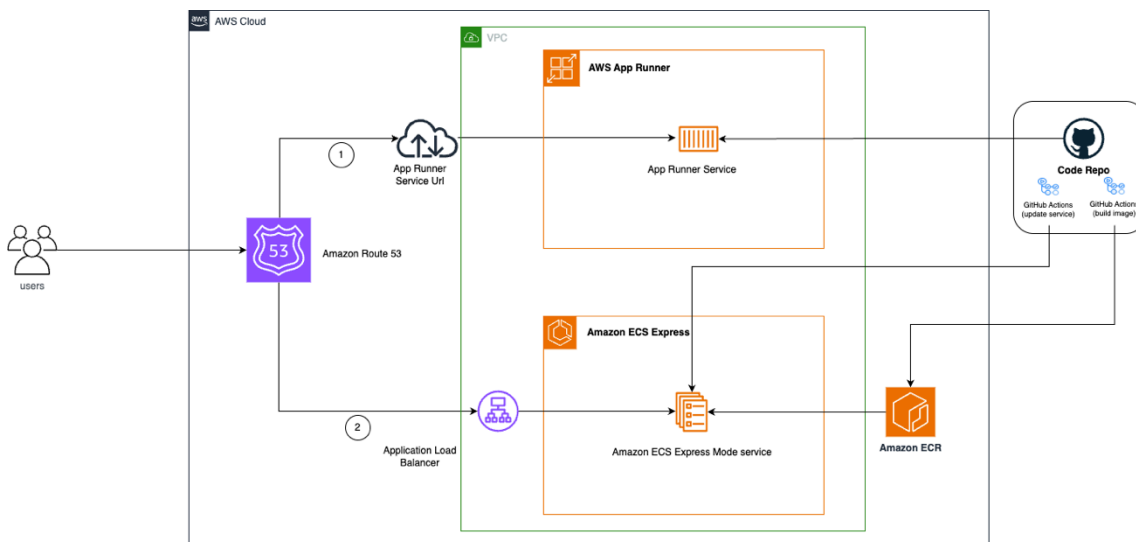 aws
AWS Cloud
VPC
AWS App Runner
1
App Runner
Service Url
App Runner Service
Code Repo
GitHub Actions
(update service)
GitHub Actions
(build image)
53
Amazon Route 53
users
Amazon ECS Express
2
Application Load
Balancer
Amazon ECS Express Mode service
Amazon ECR